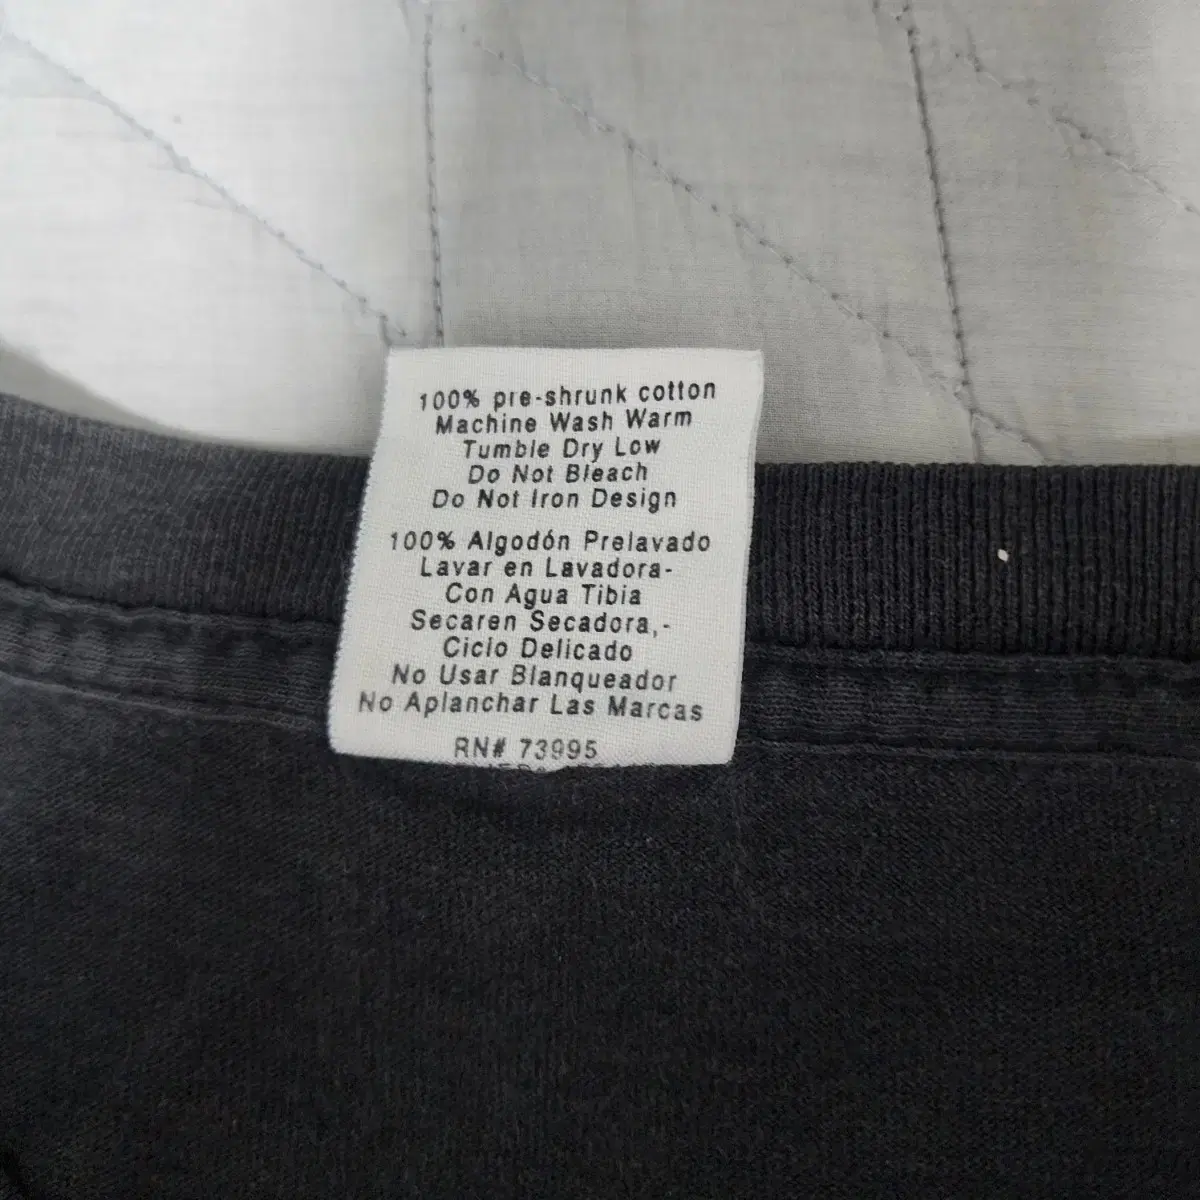 100% pre-shrunk cotton
Machine Wash Warm
Tumble Dry Low
Do Not Bleach
Do Not Iron Design
100% Algodón Prelavado
Lavar en Lavadora-
Con Agua Tibia
Secaren Secadora,-
Ciclo Delicado
No Usar Blanqueador
No Aplanchar Las Marcas
RN# 73995